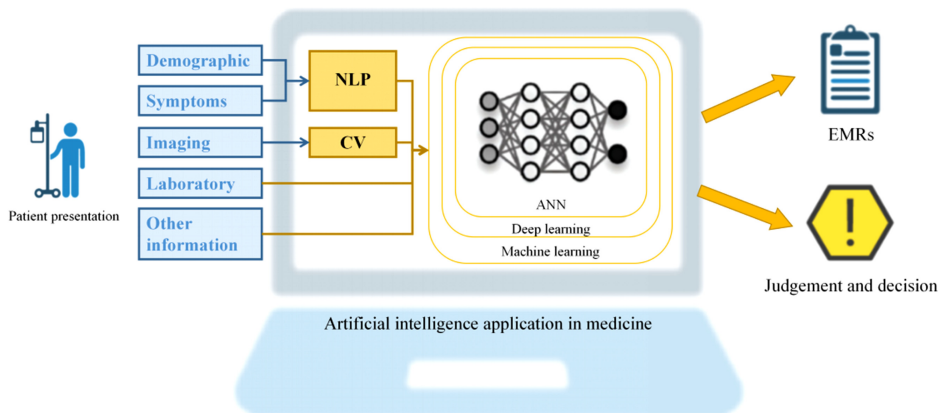 Patient presentation
Demographic
Symptoms
Imaging
Laboratory
Other
information
NLP
CV
ANN
Deep learning
Machine learning
EMRs
Judgement and decision
Artificial intelligence application in medicine